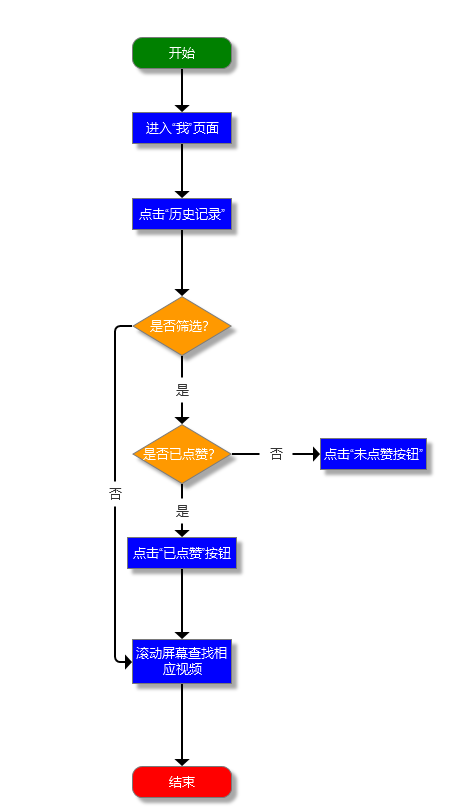 开始
进入“我”页面
点击“历史记录”
是否筛选？
是
是否已点赞？
否
点击“未点赞按钮”
否
是
点击“已点赞”按钮
滚动屏幕查找相
应视频
结束